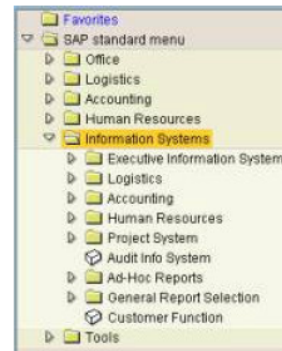 Favorites
SAP standard menu
Office
Logistics
Accounting
Human Resources
Information Systems
Executive Information System
Logistics
Accounting
Human Resources
Project System
Audit Info System
Ad-Hoc Reports
General Report Selection
Customer Function
Tools